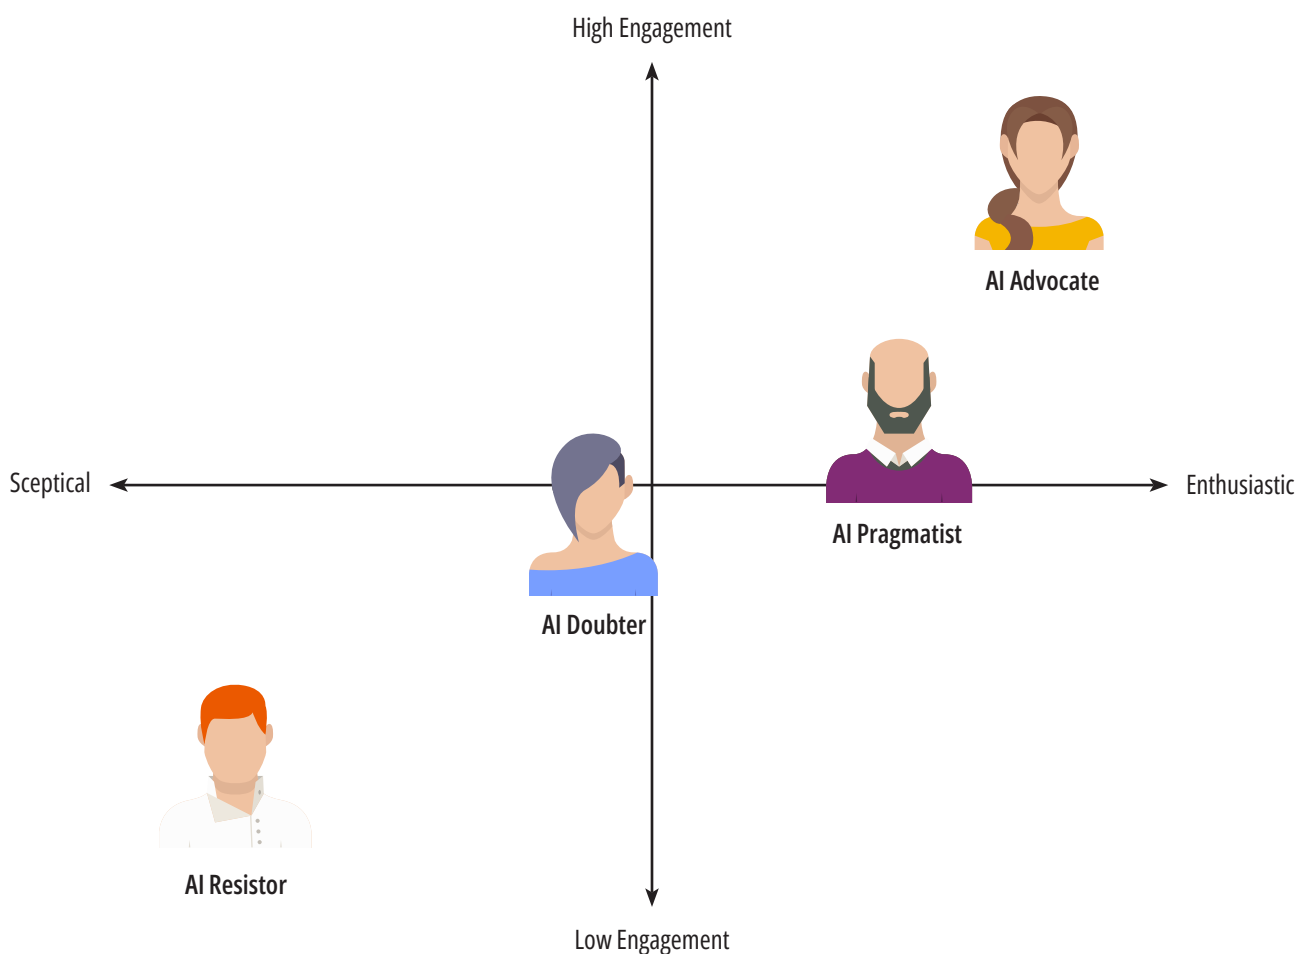 High Engagement
AI Advocate
Sceptical
Enthusiastic
AI Pragmatist
AI Doubter
AI Resistor
Low Engagement